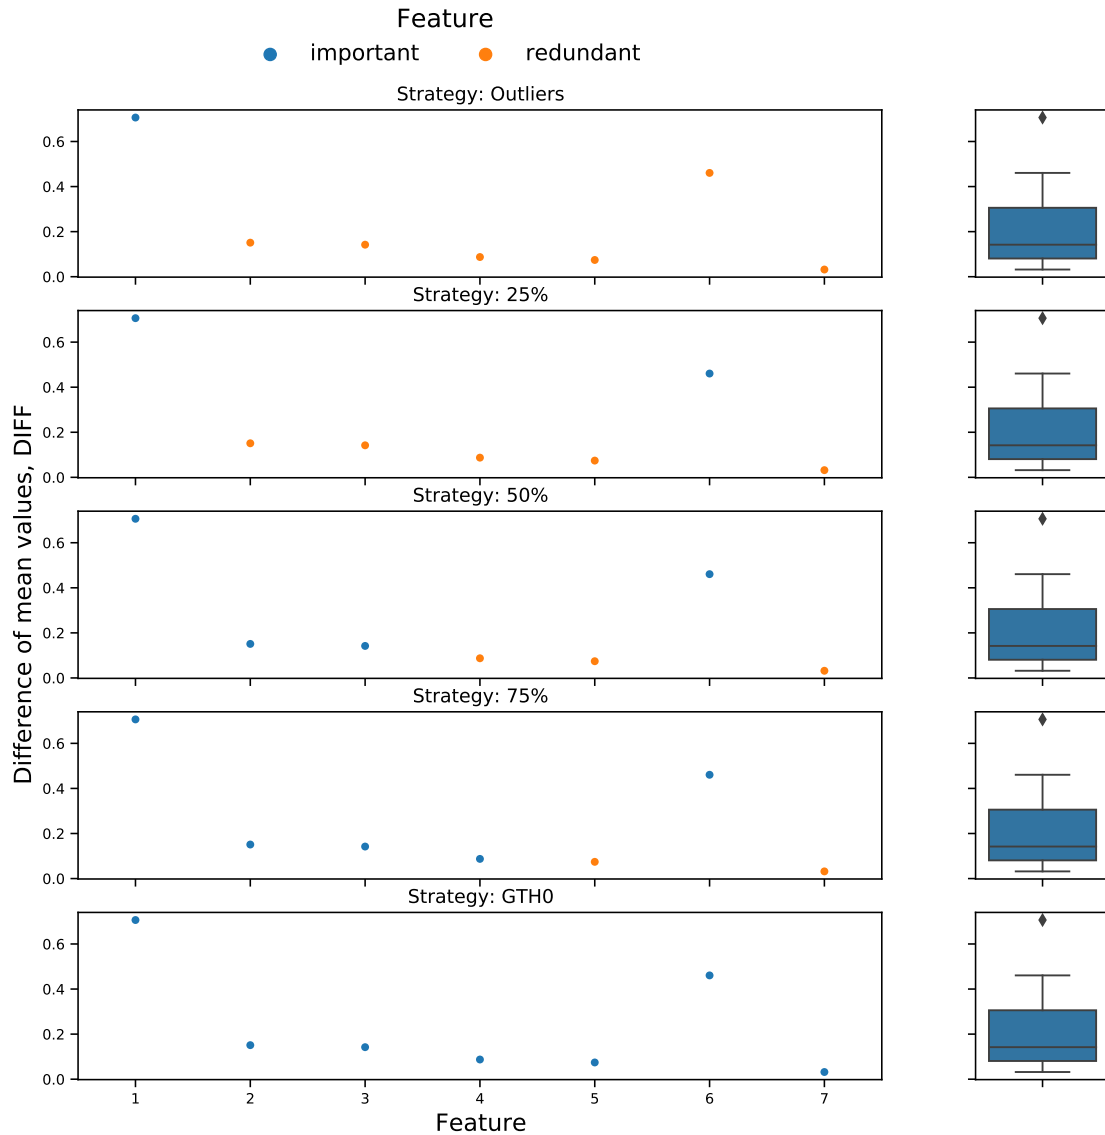 Feature
important redundant
Strategy: Outliers
0.6
0.4
0.2
0.0
Strategy: 25%
0.6
0.4
0.2
0.0
Strategy: 50%
0.6
0.4
0.2
0.0
Strategy: 75%
0.6
0.4
0.2
0.0
Strategy: GTH0
0.6
0.4
0.2
0.0
1 2 3 4 5 6 7
Feature
Difference of mean values, DIFF